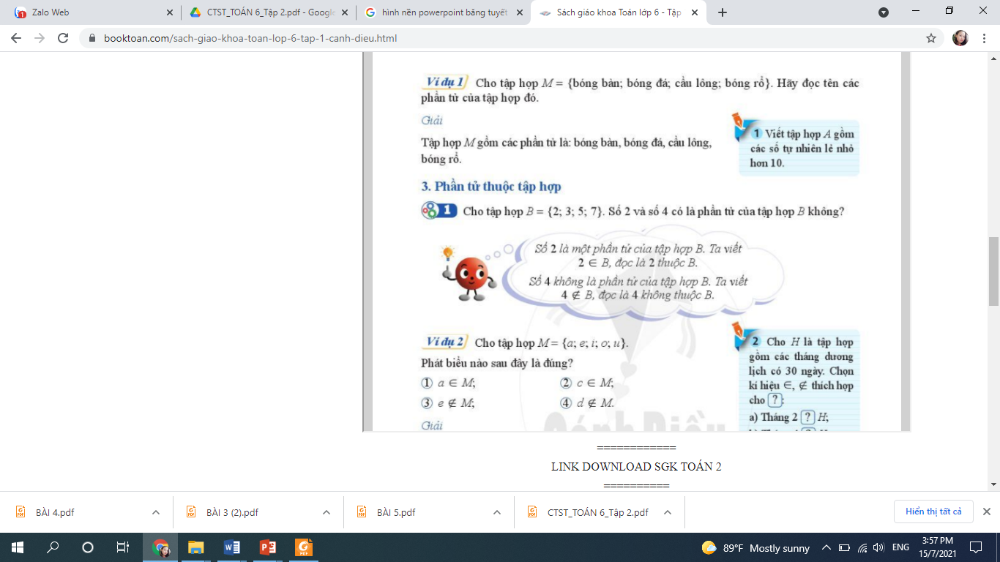 Zalo Web
CTST_TOÁN 6_Tập 2.pdf - Google
hình nền powerpoint băng tuyết
Sách giáo khoa Toán lớp 6 - Tập
booktoan.com/sach-giao-khoa-toan-lop-6-tap-1-canh-dieu.html
Ví dụ 1 Cho tập hợp M = {bóng bàn; bóng đá; cầu lông; bóng rổ}. Hãy đọc tên các
phần tử của tập hợp đó.
Giải
Tập hợp M gồm các phần tử là: bóng bàn, bóng đá, cầu lông,
bóng rổ.
1 Viết tập hợp A gồm
các số tự nhiên lẻ nhỏ
hơn 10.
3. Phần tử thuộc tập hợp
1 Cho tập hợp B = {2; 3; 5; 7}. Số 2 và số 4 có là phần tử của tập hợp B không?
Số 2 là một phần tử của tập hợp B. Ta viết
2 ∈ B, đọc là 2 thuộc B.
Số 4 không là phần tử của tập hợp B. Ta viết
4 ∉ B, đọc là 4 không thuộc B.
Ví dụ 2 Cho tập hợp M = {a; e; i; o; u}.
Phát biểu nào sau đây là đúng?
① a ∈ M; ② c ∈ M;
③ e ∉ M; ④ d ∉ M.
Giải
2 Cho H là tập hợp
gồm các tháng dương
lịch có 30 ngày. Chọn
kí hiệu ∈, ∉ thích hợp
cho ?:
a) Tháng 2 ? H;
Cánh Diều
============
LINK DOWNLOAD SGK TOÁN 2
==========
BÀI 4.pdf
BÀI 3 (2).pdf
BÀI 5.pdf
CTST_TOÁN 6_Tập 2.pdf
Hiển thị tất cả
89°F Mostly sunny
ENG
3:57 PM
15/7/2021